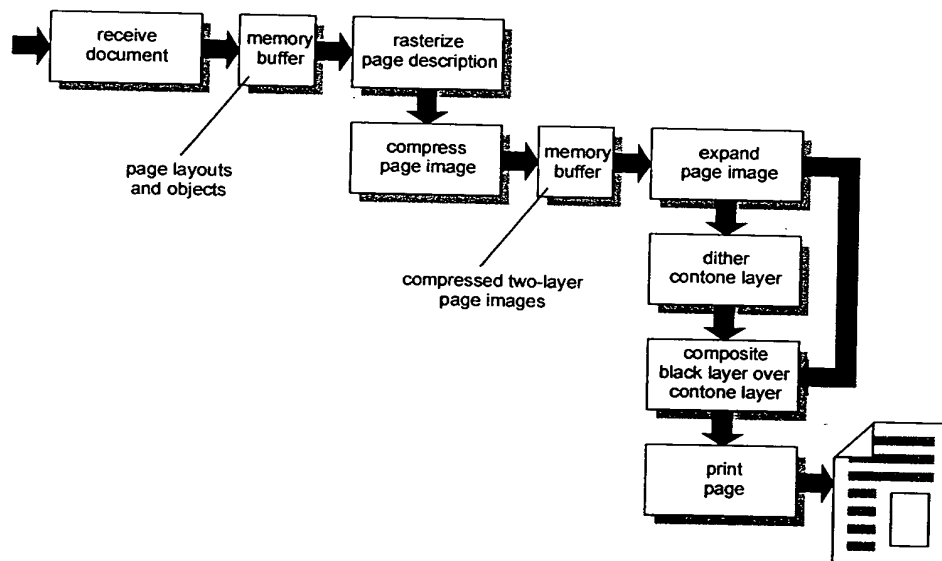 receive
document
memory
buffer
rasterize
page description
page layouts
and objects
compress
page image
memory
buffer
expand
page image
compressed two-layer
page images
dither
contone layer
composite
black layer over
contone layer
print
page